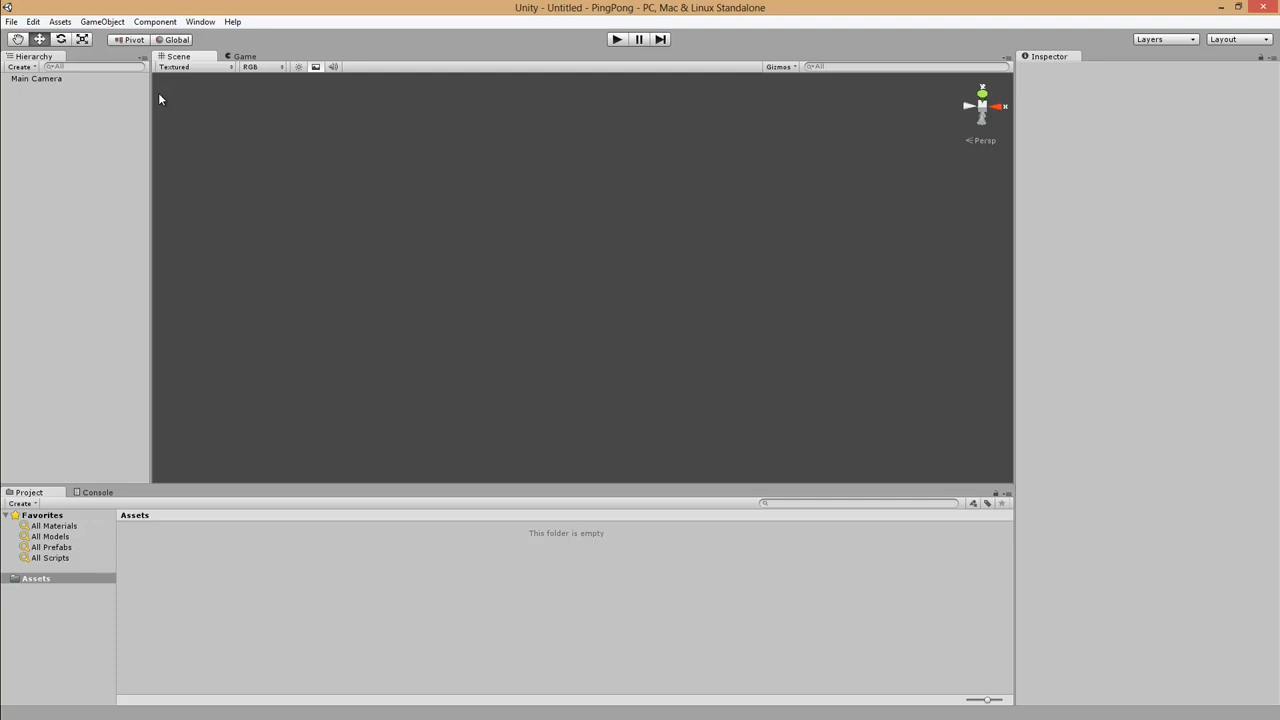 Unity - Untitled - PingPong - PC, Mac & Linux Standalone
File Edit Assets GameObject Component Window Help
Pivot Global Layers Layout
Hierarchy Scene Game Inspector
Create All Textured RGB Gizmos All
Main Camera
y
x
Persp
Project Console
Create
Favorites Assets
All Materials This folder is empty
All Models
All Prefabs
All Scripts
Assets